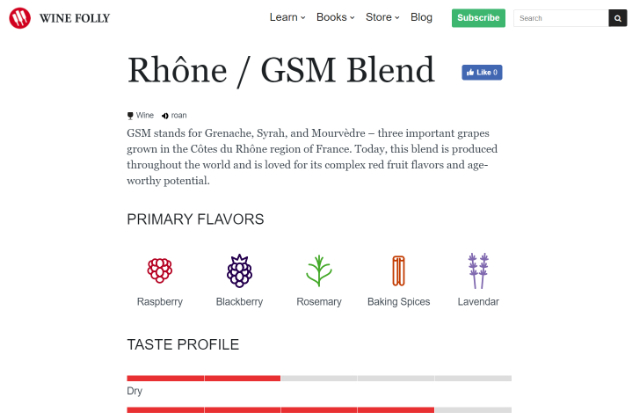 WINE FOLLY
Learn Books Store Blog Subscribe Search
Rhône / GSM Blend
Like 0
Wine roan
GSM stands for Grenache, Syrah, and Mourvèdre – three important grapes
grown in the Côtes du Rhône region of France. Today, this blend is produced
throughout the world and is loved for its complex red fruit flavors and age-
worthy potential.
PRIMARY FLAVORS
Raspberry Blackberry Rosemary Baking Spices Lavendar
TASTE PROFILE
Dry